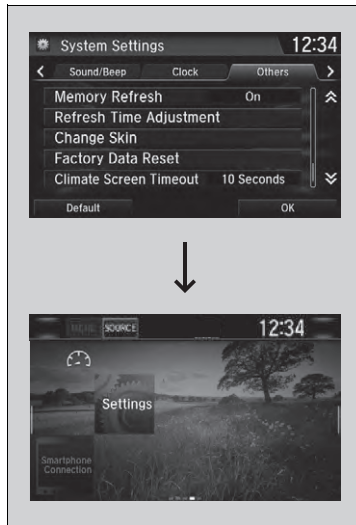 System Settings 12:34
Sound/Beep Clock Others
Memory Refresh On
Refresh Time Adjustment
Change Skin
Factory Data Reset
Climate Screen Timeout 10 Seconds
Default OK
MENU SOURCE 12:34
Settings
Smartphone
Connection